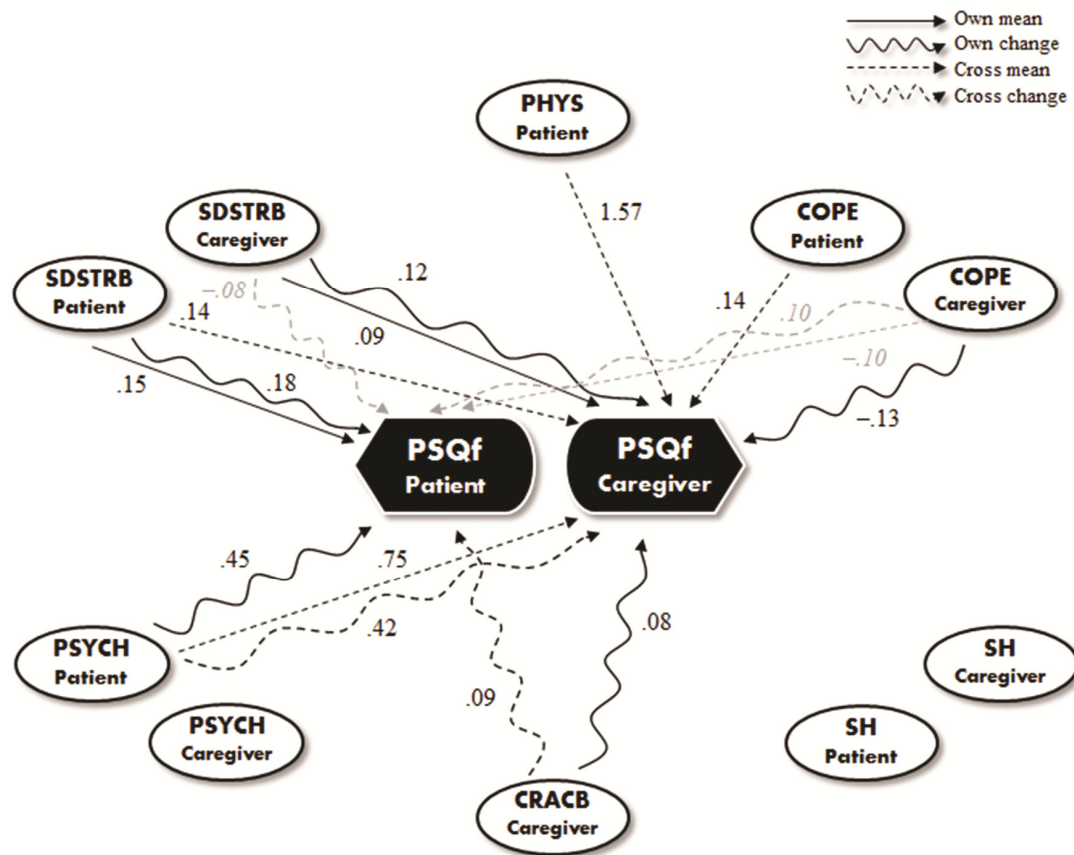 Own mean
Own change
Cross mean
Cross change
PHYS
Patient
SDSTRB
Caregiver
COPE
Patient
SDSTRB
Patient
COPE
Caregiver
1.57
.12
–.08
.14
.09
.14
.10
–.10
.15
.18
–.13
PSQf
Patient
PSQf
Caregiver
.45
.75
.42
.08
.09
PSYCH
Patient
PSYCH
Caregiver
SH
Caregiver
SH
Patient
CRACB
Caregiver